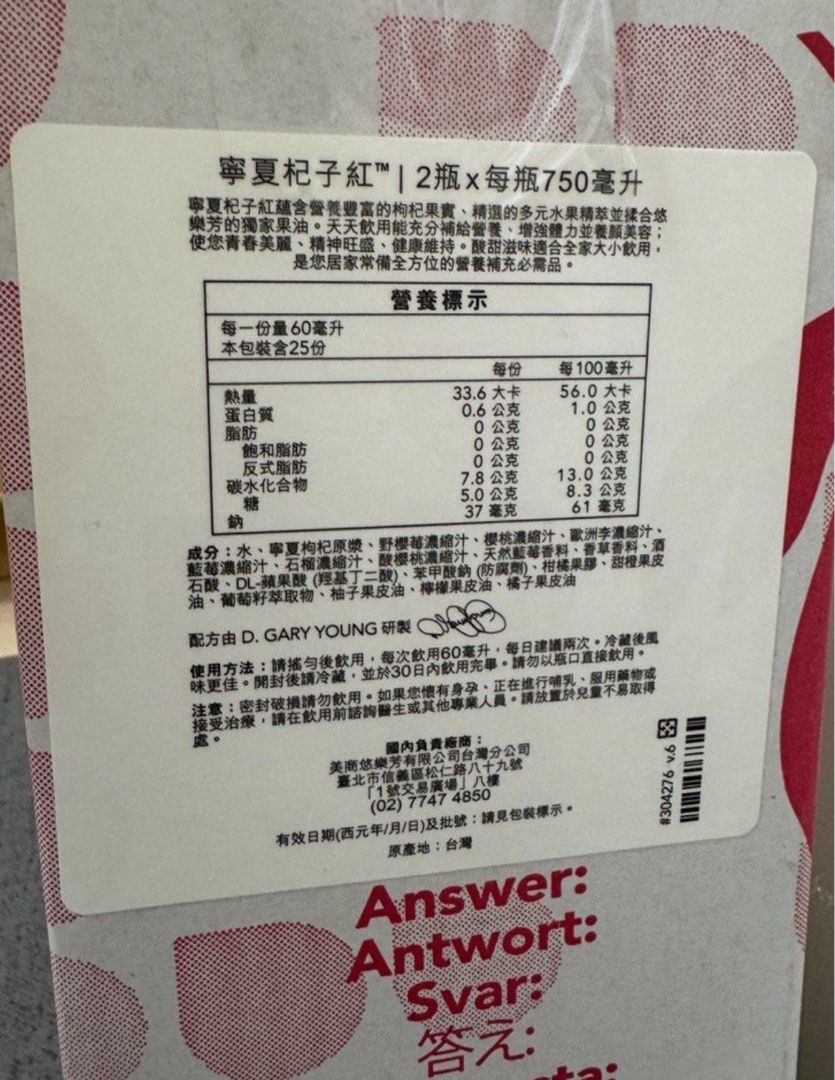 寧夏杞子紅™ | 2瓶x每瓶750毫升
寧夏杞子紅蘊含營養豐富的枸杞果實、精選的多元水果精萃並揉合悠
樂芳的獨家果油。天天飲用能充分補給營養、增強體力並養顏美容；
使您青春美麗、精神旺盛、健康維持。酸甜滋味適合全家大小飲用，
是您居家常備全方位的營養補充必需品。
營養標示
每一份量60毫升
本包裝含25份
每份 每100毫升
熱量 33.6 大卡 56.0 大卡
蛋白質 0.6 公克 1.0 公克
脂肪 0 公克 0 公克
飽和脂肪 0 公克 0 公克
反式脂肪 0 公克 0 公克
碳水化合物 7.8 公克 13.0 公克
糖 5.0 公克 8.3 公克
鈉 37 毫克 61 毫克
成分：水、寧夏枸杞原漿、野櫻莓濃縮汁、櫻桃濃縮汁、歐洲李濃縮汁、
藍莓濃縮汁、石榴濃縮汁、酸櫻桃濃縮汁、天然藍莓香料、香草香料、酒
石酸、DL-蘋果酸 (羥基丁二酸)、苯甲酸鈉 (防腐劑)、柑橘果膠、甜橙果皮
油、葡萄籽萃取物、柚子果皮油、檸檬果皮油、橘子果皮油
配方由 D. GARY YOUNG 研製
使用方法：請搖勻後飲用，每次飲用60毫升，每日建議兩次。冷藏後風
味更佳。開封後請冷藏，並於30日內飲用完畢。請勿以瓶口直接飲用。
注意：密封破損請勿飲用。如果您懷有身孕、正在進行哺乳、服用藥物或
接受治療，請在飲用前諮詢醫生或其他專業人員。請放置於兒童不易取得
處。
國內負責廠商：
美商悠樂芳有限公司台灣分公司
臺北市信義區松仁路八十九號
「1號交易廣場」八樓
(02) 7747 4850
有效日期(西元年/月/日)及批號：請見包裝標示。
原產地：台灣
#304276 v.6
Answer:
Antwort:
Svar:
答え: